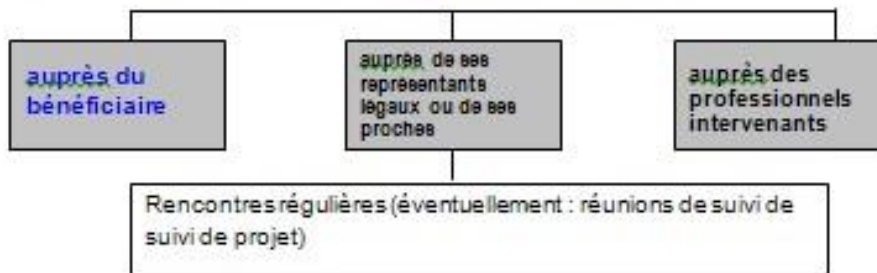 auprès du
bénéficiaire
auprès de ses
représentants
légaux ou de ses
proches
auprès des
professionnels
intervenants
Rencontres régulières (éventuellement : réunions de suivi de
suivi de projet)